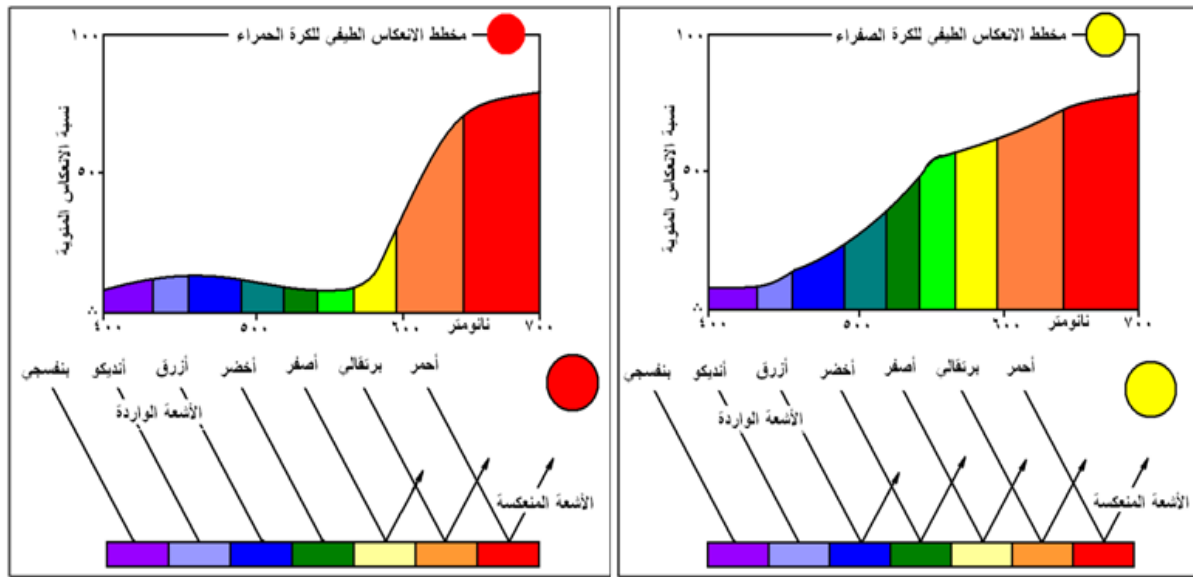 مخطط الانعكاس الطيفي للكرة الحمراء
١٠٠
نسبة الانعكاس المئوية
٥٠
٠
٤٠٠ ٥٠٠ ٦٠٠ نانومتر ٧٠٠
أحمر برتقالي أصفر أخضر أزرق أنديكو بنفسجي
الأشعة الواردة
الأشعة المنعكسة
مخطط الانعكاس الطيفي للكرة الصفراء
١٠٠
نسبة الانعكاس المئوية
٥٠
٠
٤٠٠ ٥٠٠ ٦٠٠ نانومتر ٧٠٠
أحمر برتقالي أصفر أخضر أزرق أنديكو بنفسجي
الأشعة الواردة
الأشعة المنعكسة